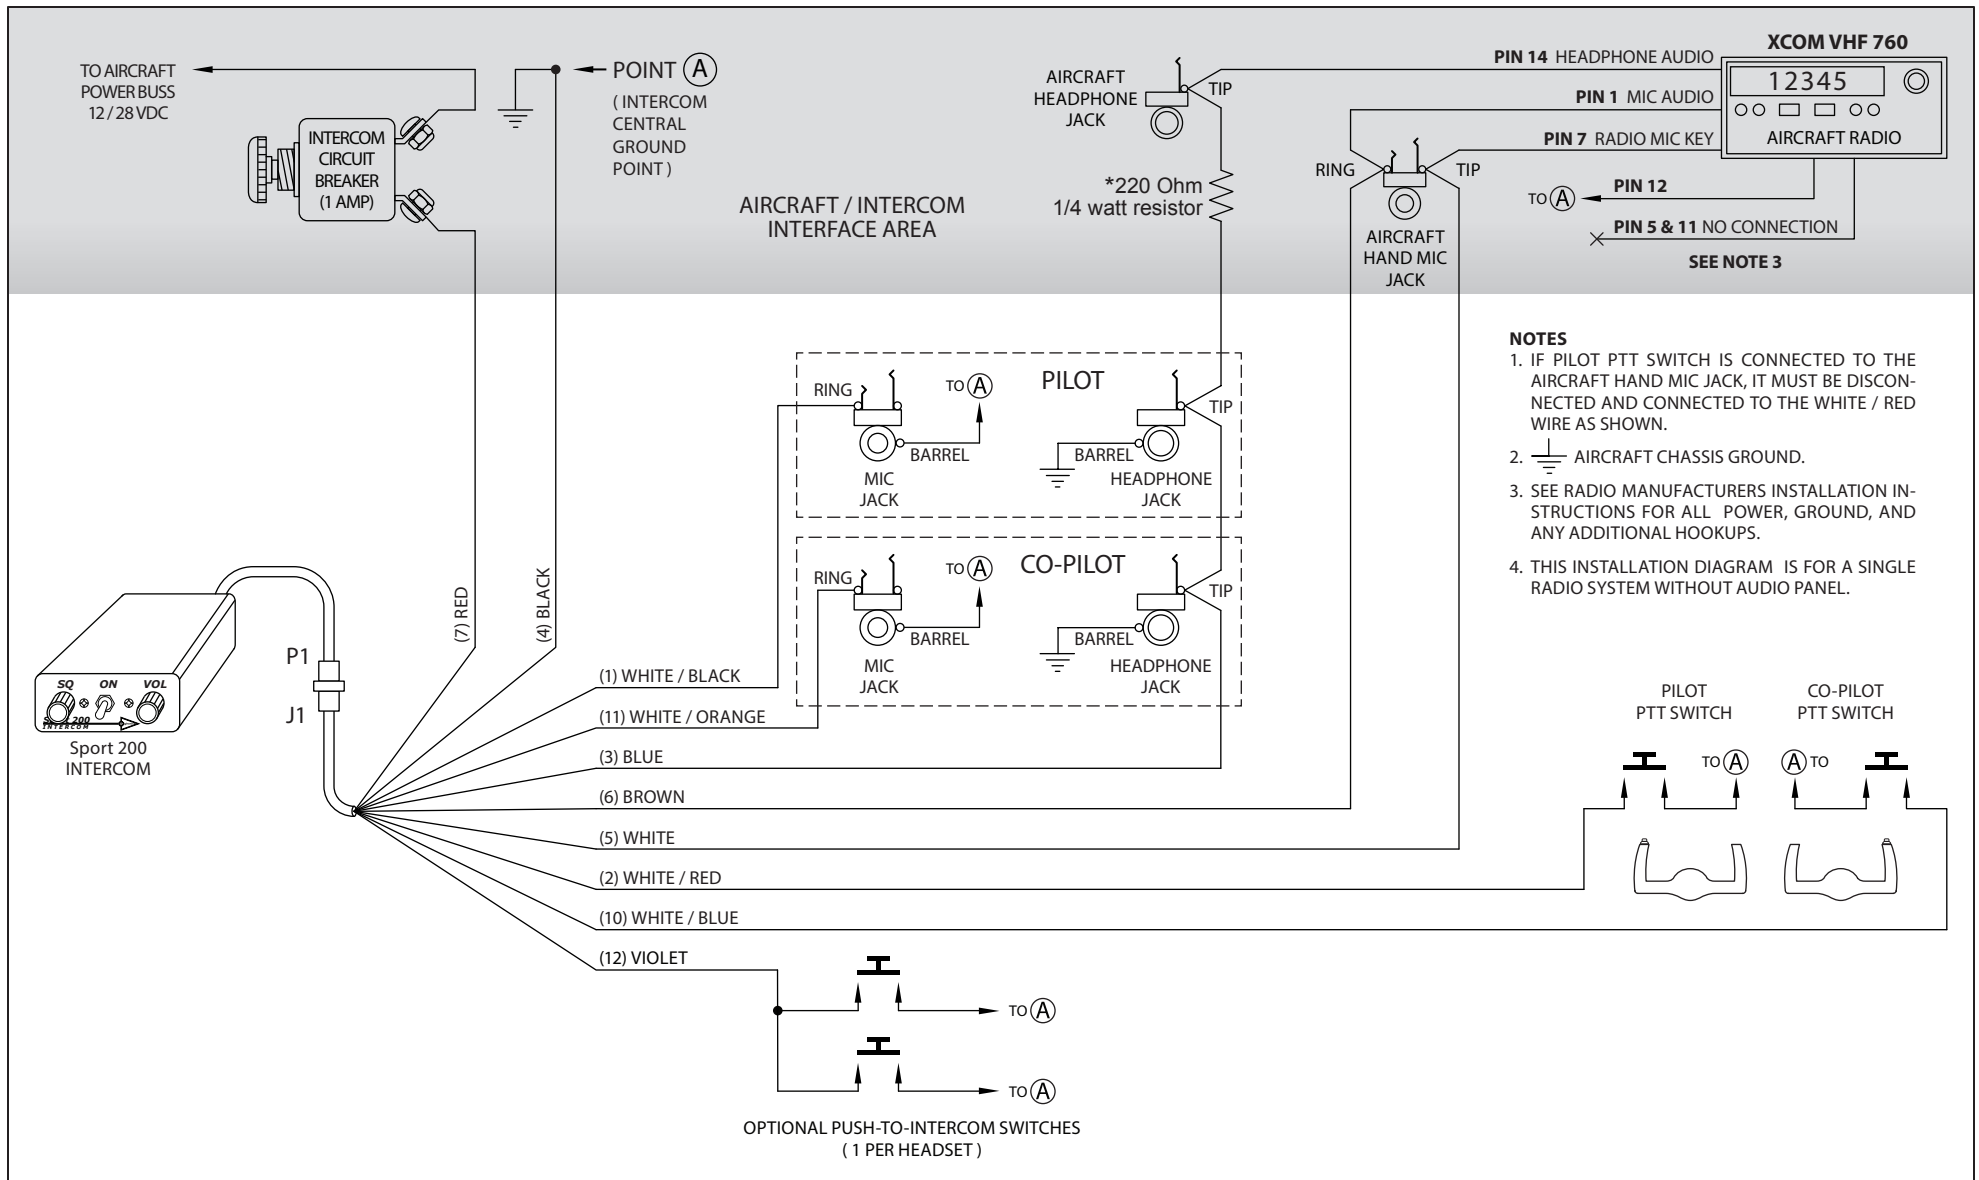 TO AIRCRAFT
POWER BUSS
12 / 28 VDC
INTERCOM
CIRCUIT
BREAKER
(1 AMP)
POINT A
( INTERCOM
CENTRAL
GROUND
POINT )
AIRCRAFT / INTERCOM
INTERFACE AREA
AIRCRAFT
HEADPHONE
JACK
TIP
*220 Ohm
1/4 watt resistor
XCOM VHF 760
PIN 14 HEADPHONE AUDIO
PIN 1 MIC AUDIO
PIN 7 RADIO MIC KEY
12345
AIRCRAFT RADIO
RING
TIP
AIRCRAFT
HAND MIC
JACK
TO A
PIN 12
PIN 5 & 11 NO CONNECTION
SEE NOTE 3
NOTES
1. IF PILOT PTT SWITCH IS CONNECTED TO THE
AIRCRAFT HAND MIC JACK, IT MUST BE DISCON-
NECTED AND CONNECTED TO THE WHITE / RED
WIRE AS SHOWN.
2. AIRCRAFT CHASSIS GROUND.
3. SEE RADIO MANUFACTURERS INSTALLATION IN-
STRUCTIONS FOR ALL POWER, GROUND, AND
ANY ADDITIONAL HOOKUPS.
4. THIS INSTALLATION DIAGRAM IS FOR A SINGLE
RADIO SYSTEM WITHOUT AUDIO PANEL.
PILOT
RING
TO A
BARREL
MIC
JACK
TIP
BARREL
HEADPHONE
JACK
CO-PILOT
RING
TO A
BARREL
MIC
JACK
TIP
BARREL
HEADPHONE
JACK
(7) RED
(4) BLACK
P1
J1
SQ ON VOL
INTERCOM
Sport 200
INTERCOM
(1) WHITE / BLACK
(11) WHITE / ORANGE
(3) BLUE
(6) BROWN
(5) WHITE
(2) WHITE / RED
(10) WHITE / BLUE
(12) VIOLET
PILOT
PTT SWITCH
TO A
CO-PILOT
PTT SWITCH
A TO
TO A
TO A
OPTIONAL PUSH-TO-INTERCOM SWITCHES
( 1 PER HEADSET )